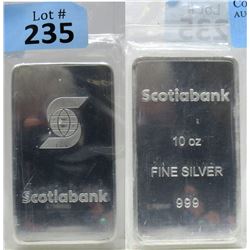 Lot #
235
Scotiabank
Scotiabank
10 oz
FINE SILVER
999